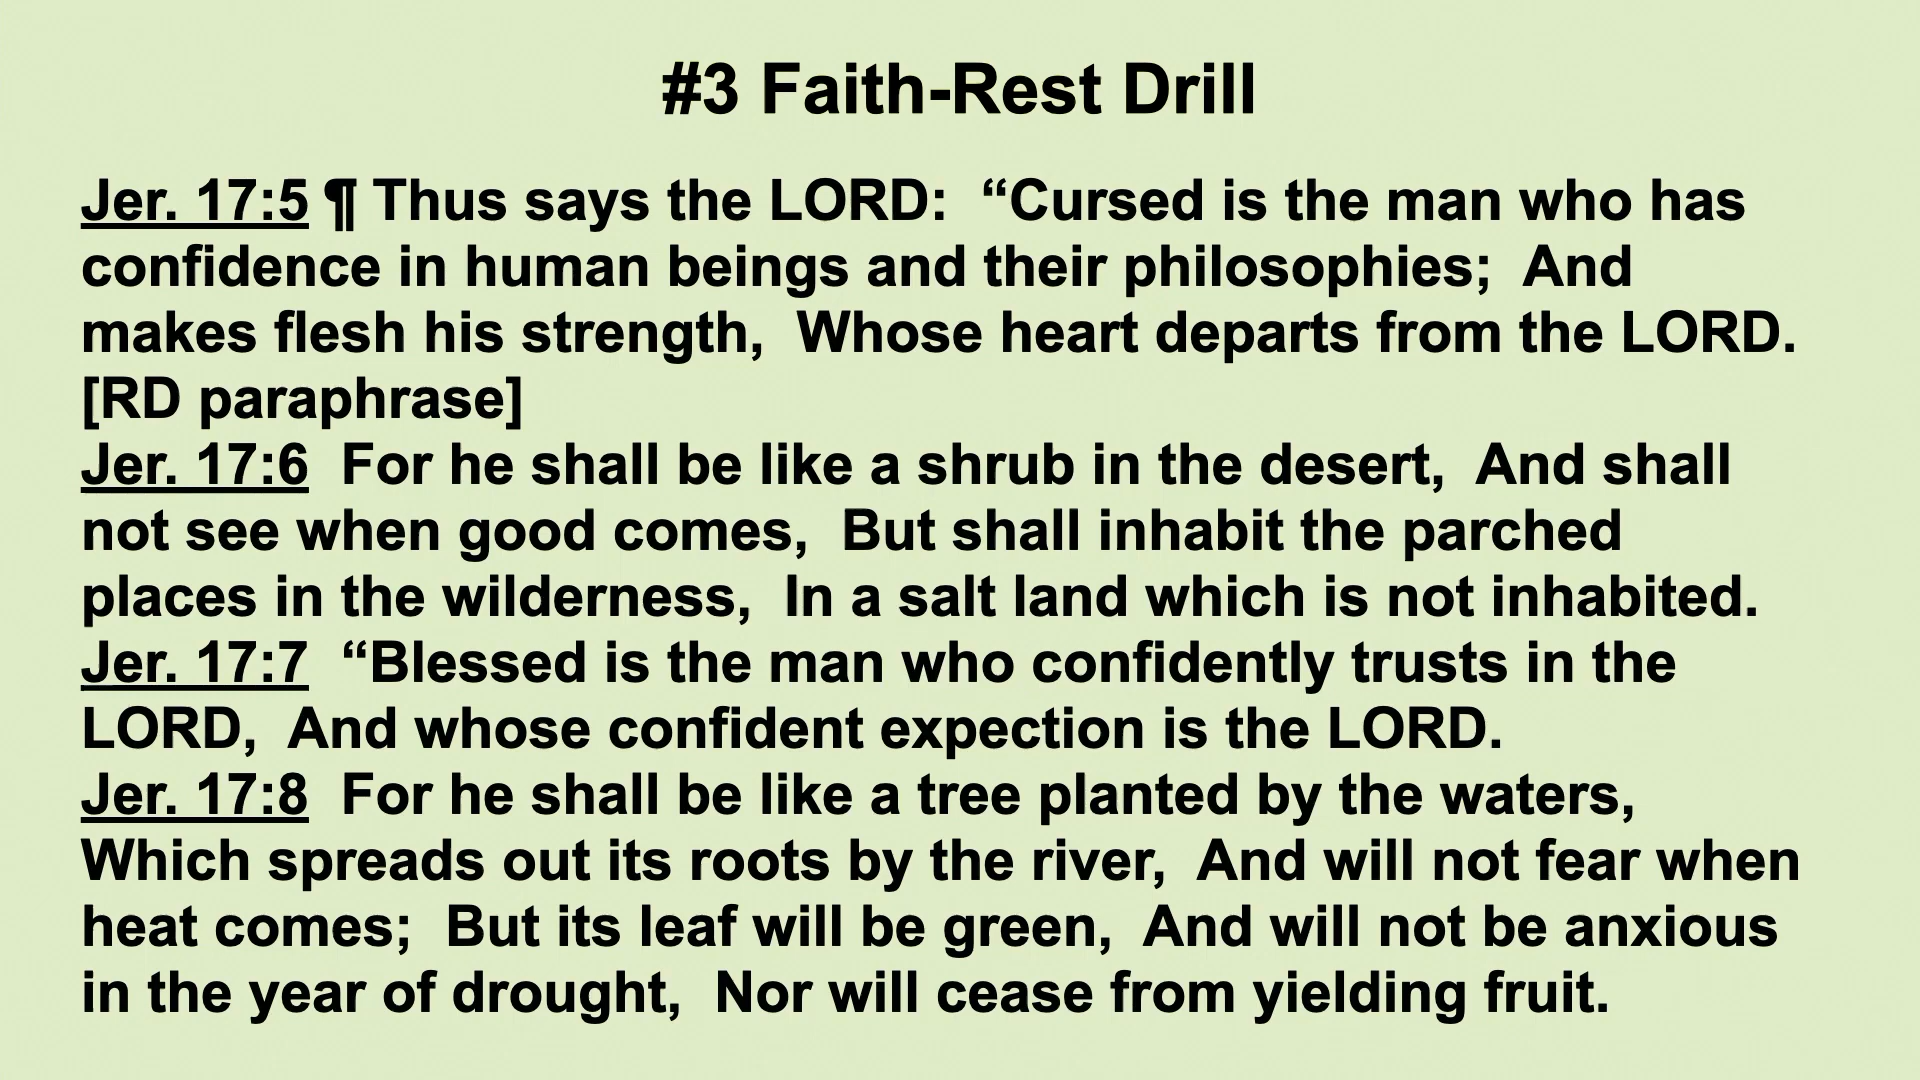 #3 Faith-Rest Drill
Jer. 17:5 ¶ Thus says the LORD:  “Cursed is the man who has
confidence in human beings and their philosophies;  And
makes flesh his strength,  Whose heart departs from the LORD.
[RD paraphrase]
Jer. 17:6  For he shall be like a shrub in the desert,  And shall
not see when good comes,  But shall inhabit the parched
places in the wilderness,  In a salt land which is not inhabited.
Jer. 17:7  “Blessed is the man who confidently trusts in the
LORD,  And whose confident expection is the LORD.
Jer. 17:8  For he shall be like a tree planted by the waters,
Which spreads out its roots by the river,  And will not fear when
heat comes;  But its leaf will be green,  And will not be anxious
in the year of drought,  Nor will cease from yielding fruit.